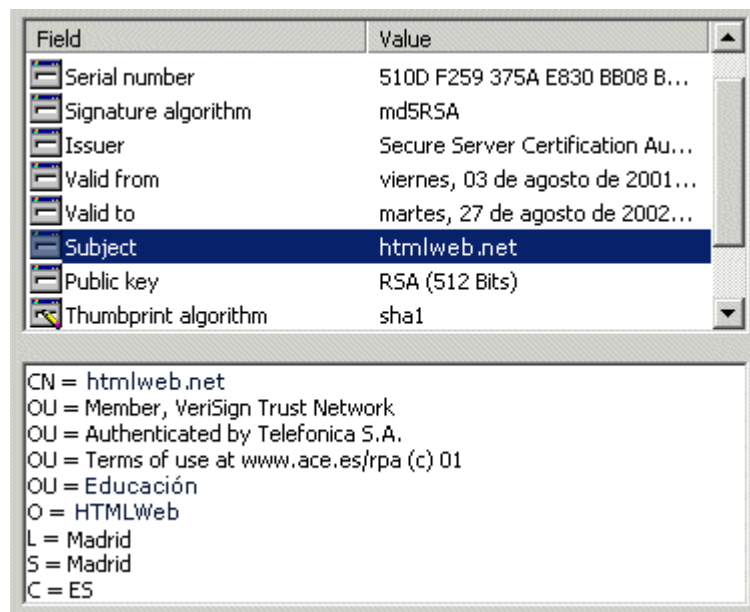 Field Value
Serial number 510D F259 375A E830 BB08 B...
Signature algorithm md5RSA
Issuer Secure Server Certification Au...
Valid from viernes, 03 de agosto de 2001...
Valid to martes, 27 de agosto de 2002...
Subject htmlweb.net
Public key RSA (512 Bits)
Thumbprint algorithm sha1
CN = htmlweb.net
OU = Member, VeriSign Trust Network
OU = Authenticated by Telefonica S.A.
OU = Terms of use at www.ace.es/rpa (c) 01
OU = Educación
O = HTMLWeb
L = Madrid
S = Madrid
C = ES